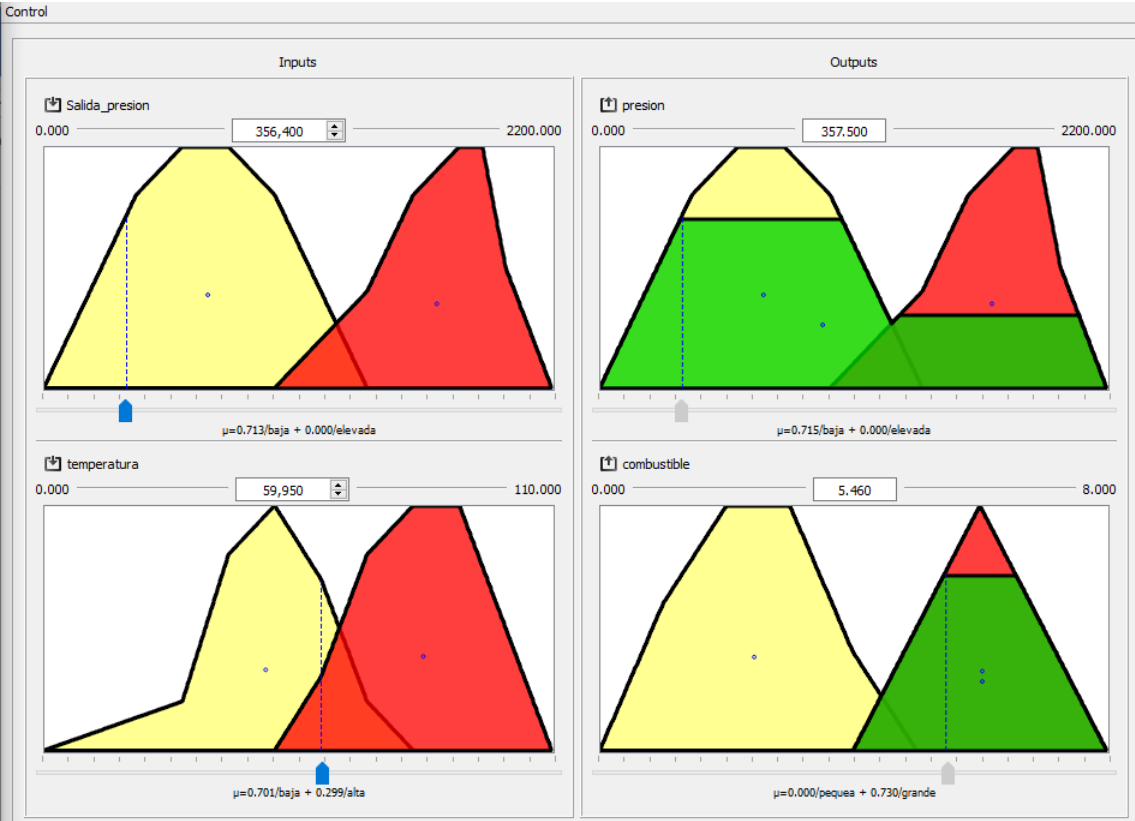 Control
Inputs
Salida_presion
0.000 356,400 2200.000
μ=0.713/baja + 0.000/elevada
temperatura
0.000 59,950 110.000
μ=0.701/baja + 0.299/alta
Outputs
presion
0.000 357.500 2200.000
μ=0.715/baja + 0.000/elevada
combustible
0.000 5.460 8.000
μ=0.000/pequea + 0.730/grande